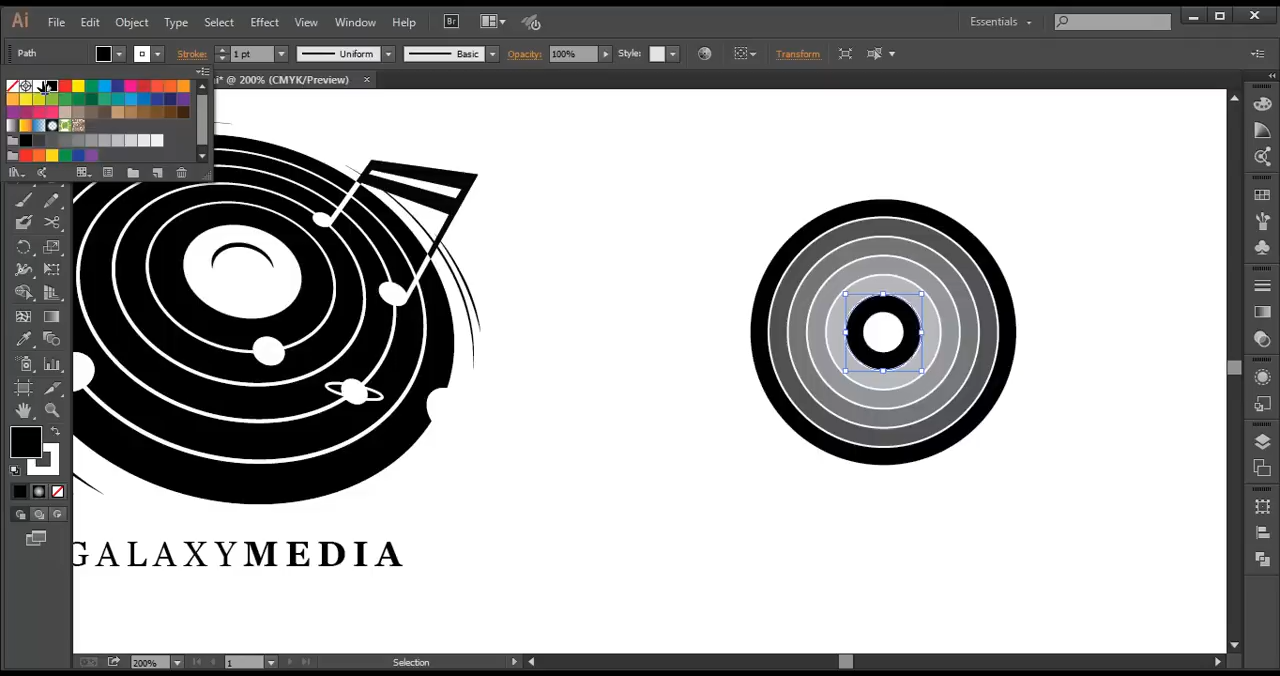 Ai File Edit Object Type Select Effect View Window Help Br Essentials
Path Stroke: 1 pt Uniform Basic Opacity: 100% Style: Transform
@ 200% (CMYK/Preview)
GALAXYMEDIA
200% 1 Selection